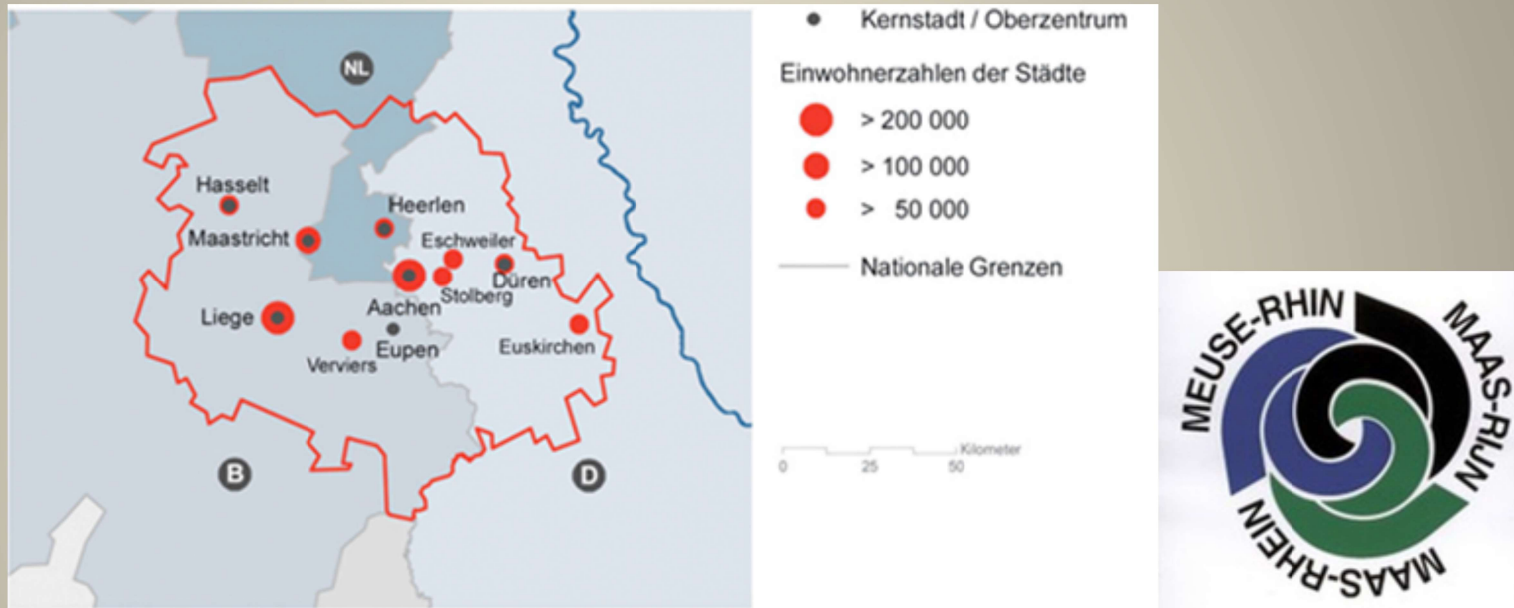 NL
Hasselt
Heerlen
Maastricht
Eschweiler
Düren
Stolberg
Aachen
Liege
Eupen
Verviers
Euskirchen
B
D
Kernstadt / Oberzentrum
Einwohnerzahlen der Städte
> 200 000
> 100 000
> 50 000
Nationale Grenzen
Kilometer
0 25 50
MEUSE-RHIN
MAAS-RIJN
MAAS-RHEIN